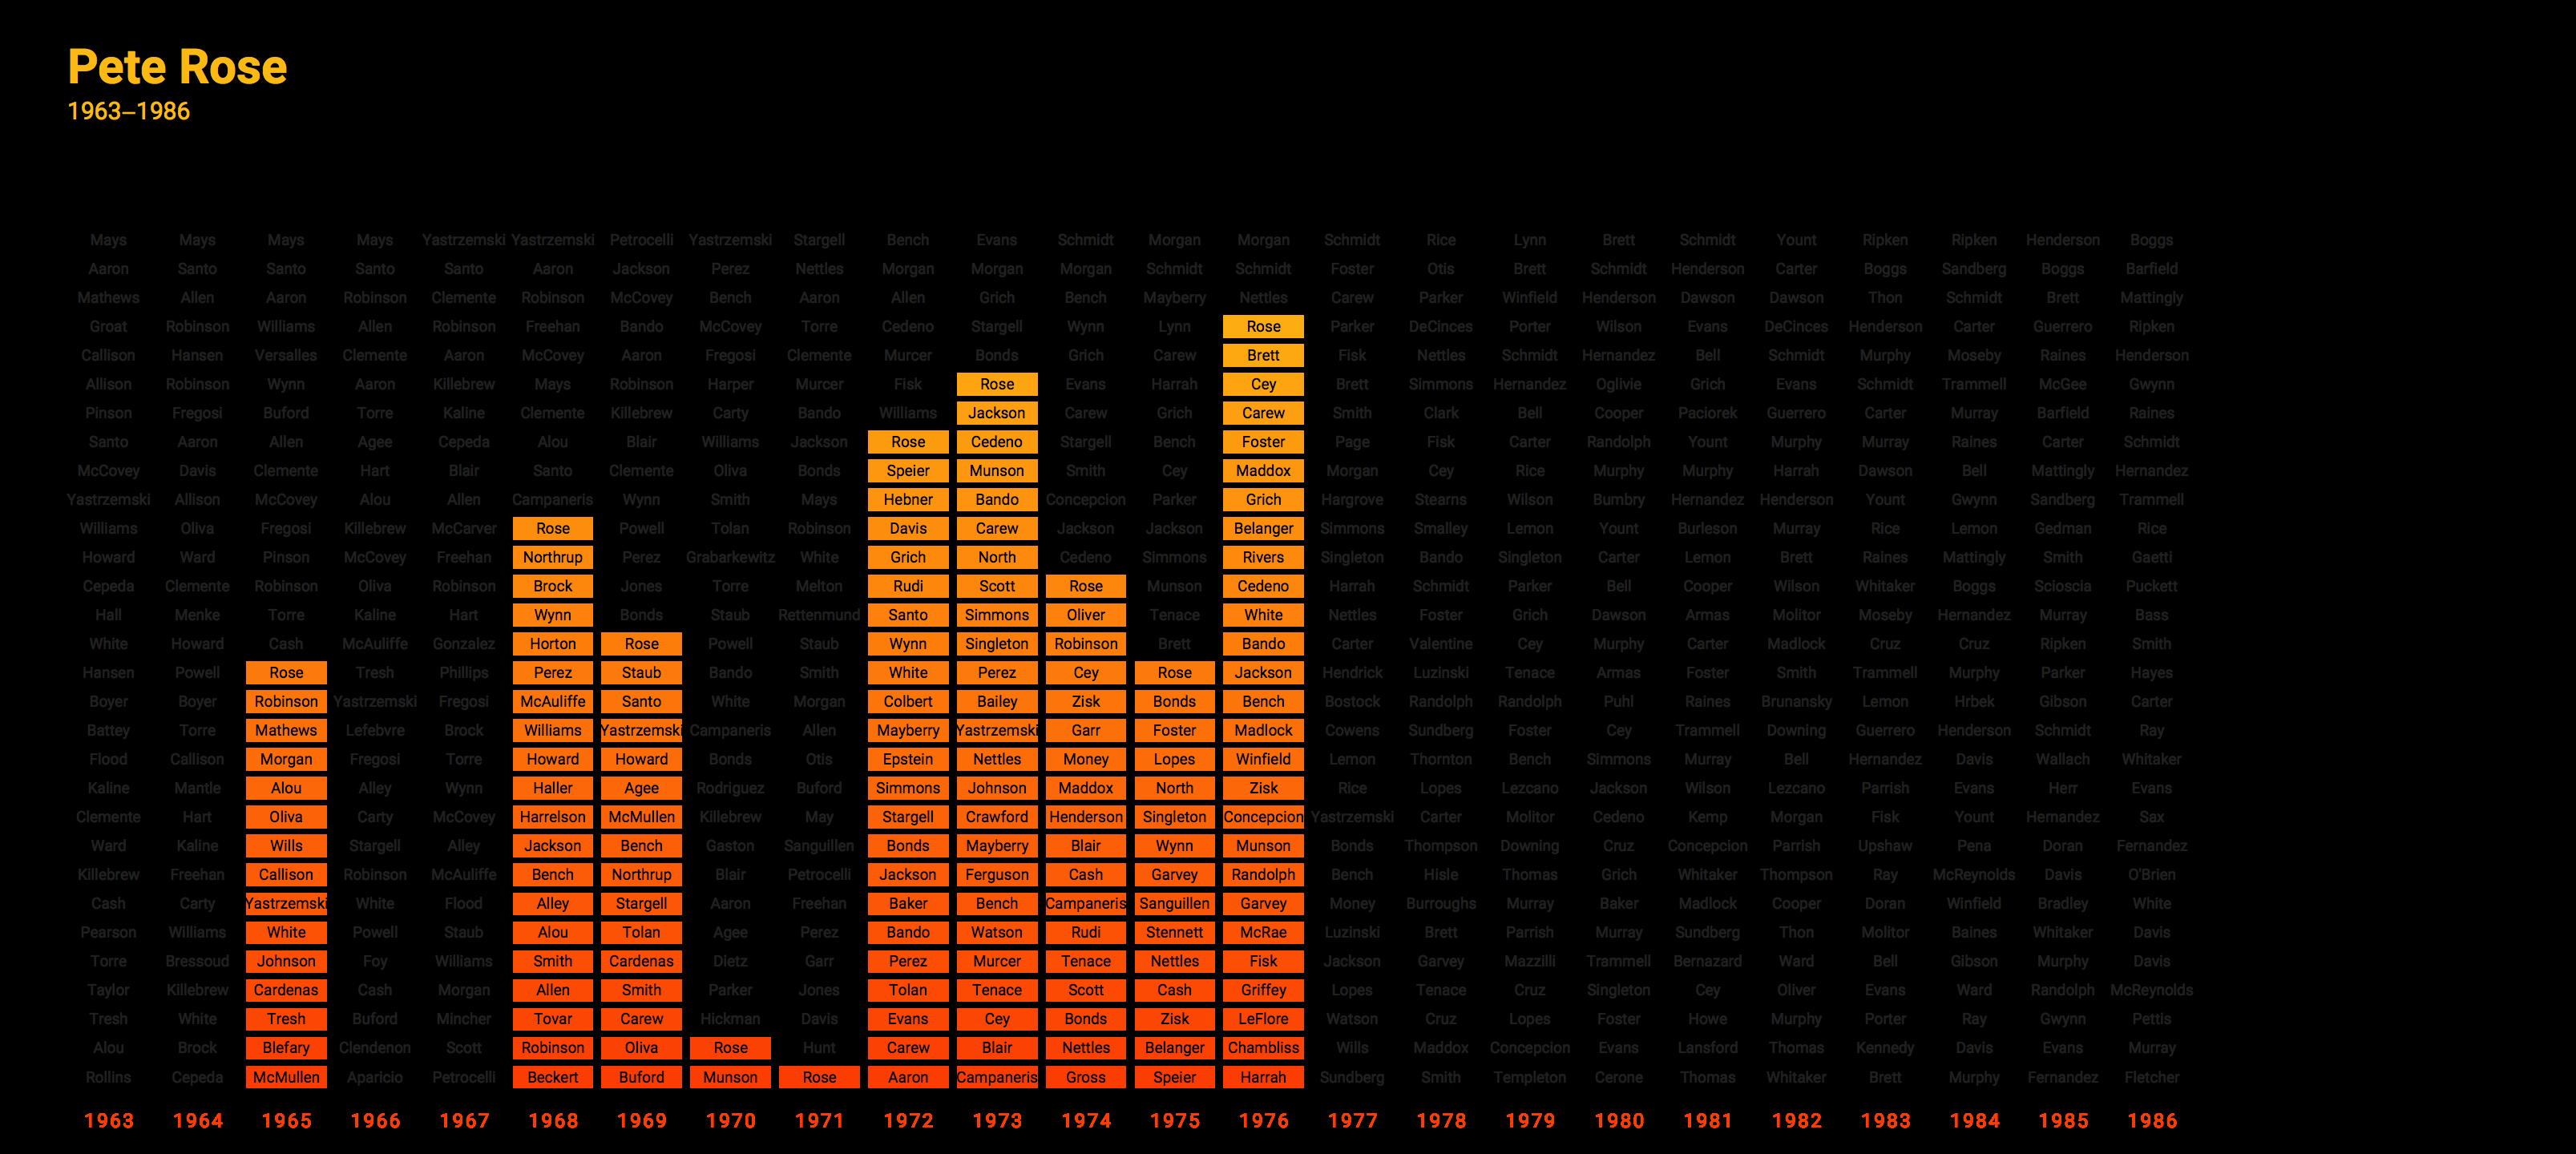 Pete Rose
1963–1986
Mays Mays Mays Mays Yastrzemski Yastrzemski Petrocelli Yastrzemski Stargell Bench Evans Schmidt Morgan Morgan Schmidt Rice Lynn Brett Schmidt Yount Ripken Ripken Henderson Boggs
Aaron Santo Santo Santo Santo Aaron Jackson Perez Nettles Morgan Morgan Morgan Schmidt Schmidt Foster Otis Brett Schmidt Henderson Carter Boggs Sandberg Boggs Barfield
Mathews Allen Aaron Robinson Clemente Robinson McCovey Bench Aaron Allen Grich Bench Mayberry Nettles Carew Parker Winfield Henderson Dawson Dawson Thon Schmidt Brett Mattingly
Groat Robinson Williams Allen Robinson Freehan Bando McCovey Torre Cedeno Stargell Wynn Lynn Rose Parker DeCinces Porter Wilson Evans DeCinces Henderson Carter Guerrero Ripken
Callison Hansen Versalles Clemente Aaron McCovey Aaron Fregosi Clemente Murcer Bonds Grich Carew Brett Fisk Nettles Schmidt Hernandez Bell Schmidt Murphy Moseby Raines Henderson
Allison Robinson Wynn Aaron Killebrew Mays Robinson Harper Murcer Fisk Rose Evans Harrah Cey Brett Simmons Hernandez Oglivie Grich Evans Schmidt Trammell McGee Gwynn
Pinson Fregosi Buford Torre Kaline Clemente Killebrew Carty Bando Williams Jackson Carew Grich Carew Smith Clark Bell Cooper Paciorek Guerrero Carter Murray Barfield Raines
Santo Aaron Allen Agee Cepeda Alou Blair Williams Jackson Rose Cedeno Stargell Bench Foster Page Fisk Carter Randolph Yount Murphy Murray Raines Carter Schmidt
McCovey Davis Clemente Hart Blair Santo Clemente Oliva Bonds Speier Munson Smith Cey Maddox Morgan Cey Rice Murphy Murphy Harrah Dawson Bell Mattingly Hernandez
Yastrzemski Allison McCovey Alou Allen Campaneris Wynn Smith Mays Hebner Bando Concepcion Parker Grich Hargrove Stearns Wilson Bumbry Hernandez Henderson Yount Gwynn Sandberg Trammell
Williams Oliva Fregosi Killebrew McCarver Rose Powell Tolan Robinson Davis Carew Jackson Jackson Belanger Simmons Smalley Lemon Yount Burleson Murray Rice Lemon Gedman Rice
Howard Ward Pinson McCovey Freehan Northrup Perez Grabarkewitz White Grich North Cedeno Simmons Rivers Singleton Bando Singleton Carter Lemon Brett Raines Mattingly Smith Gaetti
Cepeda Clemente Robinson Oliva Robinson Brock Jones Torre Melton Rudi Scott Rose Munson Cedeno Harrah Schmidt Parker Bell Cooper Wilson Whitaker Boggs Scioscia Puckett
Hall Menke Torre Kaline Hart Wynn Bonds Staub Rettenmund Santo Simmons Oliver Tenace White Nettles Foster Grich Dawson Armas Molitor Moseby Hernandez Murray Bass
White Howard Cash McAuliffe Gonzalez Horton Rose Powell Staub Wynn Singleton Robinson Brett Bando Carter Valentine Cey Murphy Carter Madlock Cruz Cruz Ripken Smith
Hansen Powell Rose Tresh Phillips Perez Staub Bando Smith White Perez Cey Rose Jackson Hendrick Luzinski Tenace Armas Foster Smith Trammell Murphy Parker Hayes
Boyer Boyer Robinson Yastrzemski Fregosi McAuliffe Santo White Morgan Colbert Bailey Zisk Bonds Bench Bostock Randolph Randolph Puhl Raines Brunansky Lemon Hrbek Gibson Carter
Battey Torre Mathews Lefebvre Brock Williams Yastrzemski Campaneris Allen Mayberry Yastrzemski Garr Foster Madlock Cowens Sundberg Foster Cey Trammell Downing Guerrero Henderson Schmidt Ray
Flood Callison Morgan Fregosi Torre Howard Howard Bonds Otis Epstein Nettles Money Lopes Winfield Lemon Thornton Bench Simmons Murray Bell Hernandez Davis Wallach Whitaker
Kaline Mantle Alou Alley Wynn Haller Agee Rodriguez Buford Simmons Johnson Maddox North Zisk Rice Lopes Lezcano Jackson Wilson Lezcano Parrish Evans Herr Evans
Clemente Hart Oliva Carty McCovey Harrelson McMullen Killebrew May Stargell Crawford Henderson Singleton Concepcion Yastrzemski Carter Molitor Cedeno Kemp Morgan Fisk Yount Hernandez Sax
Ward Kaline Wills Stargell Alley Jackson Bench Gaston Sanguillen Bonds Mayberry Blair Wynn Munson Bonds Thompson Downing Cruz Concepcion Parrish Upshaw Pena Doran Fernandez
Killebrew Freehan Callison Robinson McAuliffe Bench Northrup Blair Petrocelli Jackson Ferguson Cash Garvey Randolph Bench Hisle Thomas Grich Whitaker Thompson Ray McReynolds Davis O'Brien
Cash Carty Yastrzemski White Flood Alley Stargell Aaron Freehan Baker Bench Campaneris Sanguillen Garvey Money Burroughs Murray Baker Madlock Cooper Doran Winfield Bradley White
Pearson Williams White Powell Staub Alou Tolan Agee Perez Bando Watson Rudi Stennett McRae Luzinski Brett Parrish Murray Sundberg Thon Molitor Baines Whitaker Davis
Torre Bressoud Johnson Foy Williams Smith Cardenas Dietz Garr Perez Murcer Tenace Nettles Fisk Jackson Garvey Mazzilli Trammell Bernazard Ward Bell Gibson Murphy Davis
Taylor Killebrew Cardenas Cash Morgan Allen Smith Parker Jones Tolan Tenace Scott Cash Griffey Lopes Tenace Cruz Singleton Cey Oliver Evans Ward Randolph McReynolds
Tresh White Tresh Buford Mincher Tovar Carew Hickman Davis Evans Cey Bonds Zisk LeFlore Watson Cruz Lopes Foster Howe Murphy Porter Ray Gwynn Pettis
Alou Brock Blefary Clendenon Scott Robinson Oliva Rose Hunt Carew Blair Nettles Belanger Chambliss Wills Maddox Concepcion Evans Lansford Thomas Kennedy Davis Evans Murray
Rollins Cepeda McMullen Aparicio Petrocelli Beckert Buford Munson Rose Aaron Campaneris Gross Speier Harrah Sundberg Smith Templeton Cerone Thomas Whitaker Brett Murphy Fernandez Fletcher
1963 1964 1965 1966 1967 1968 1969 1970 1971 1972 1973 1974 1975 1976 1977 1978 1979 1980 1981 1982 1983 1984 1985 1986